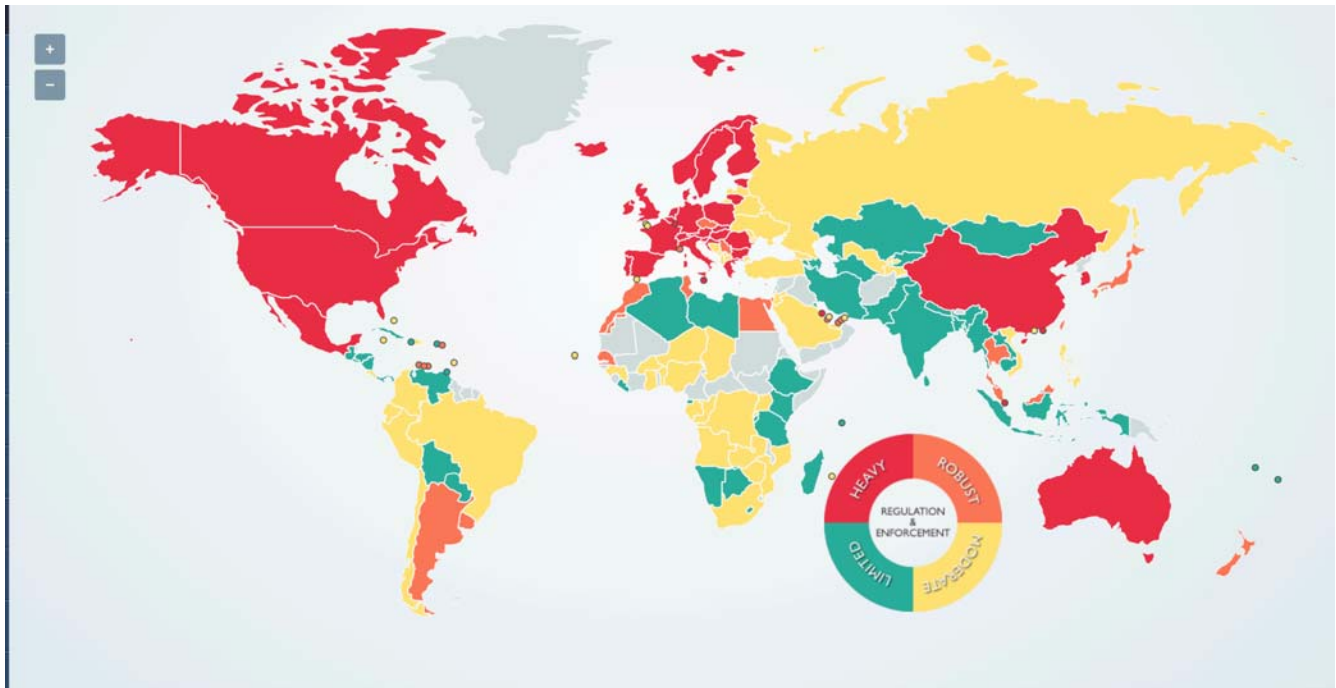 +
−
HEAVY
ROBUST
REGULATION
&
ENFORCEMENT
LIMITED
MODERATE